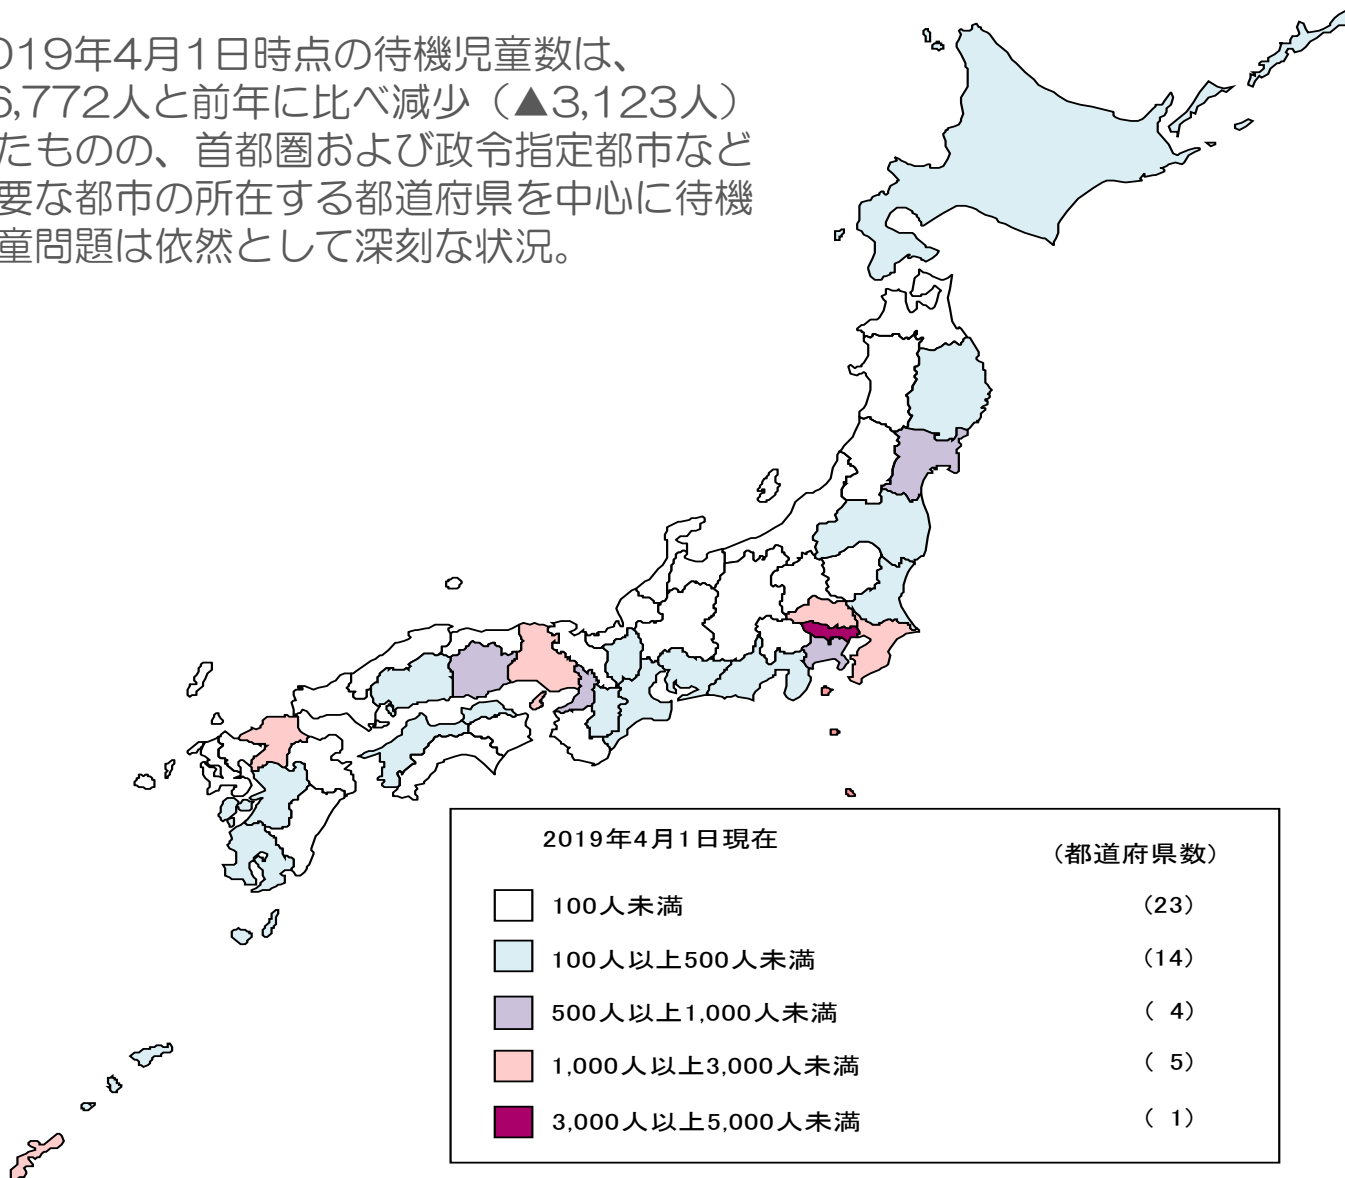 019年4月1日時点の待機児童数は、
6,772人と前年に比べ減少（▲3,123人）
たものの、首都圏および政令指定都市など
要な都市の所在する都道府県を中心に待機
童問題は依然として深刻な状況。
2019年4月1日現在 （都道府県数）
100人未満 （23）
100人以上500人未満 （14）
500人以上1,000人未満 （ 4）
1,000人以上3,000人未満 （ 5）
3,000人以上5,000人未満 （ 1）